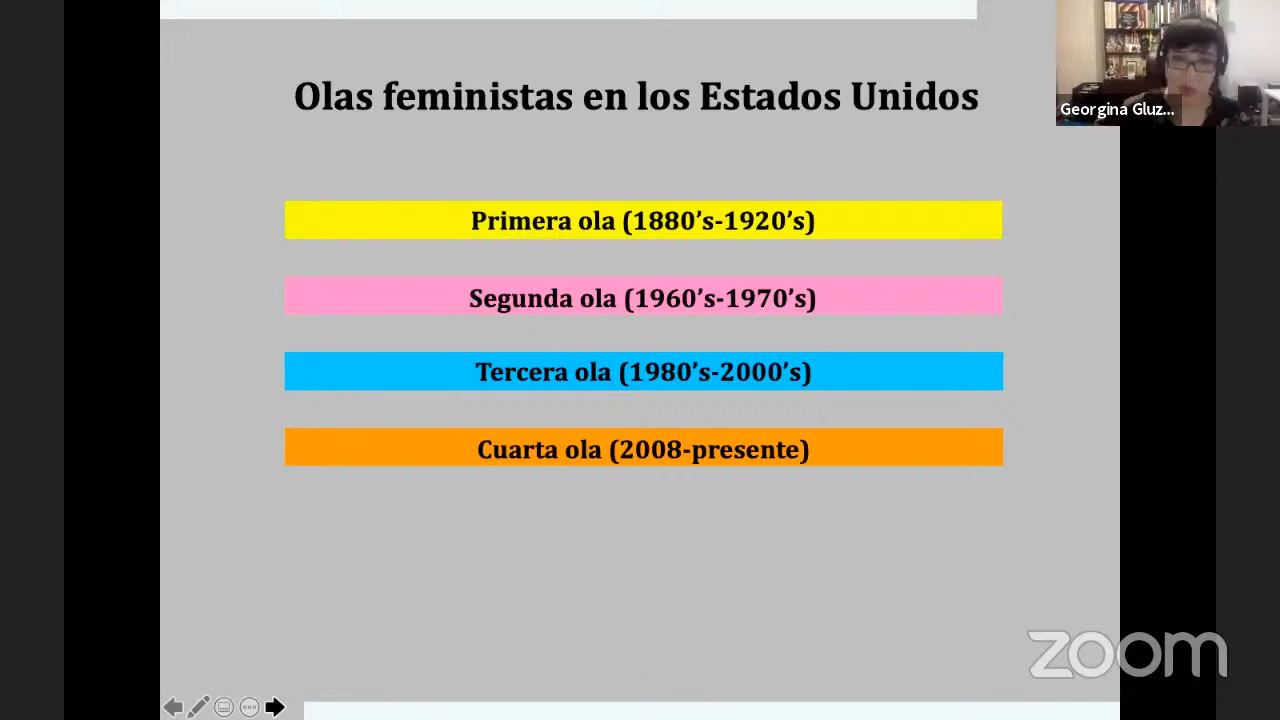 Olas feministas en los Estados Unidos
Georgina Gluz...
Primera ola (1880’s-1920’s)
Segunda ola (1960’s-1970’s)
Tercera ola (1980’s-2000’s)
Cuarta ola (2008-presente)
zoom